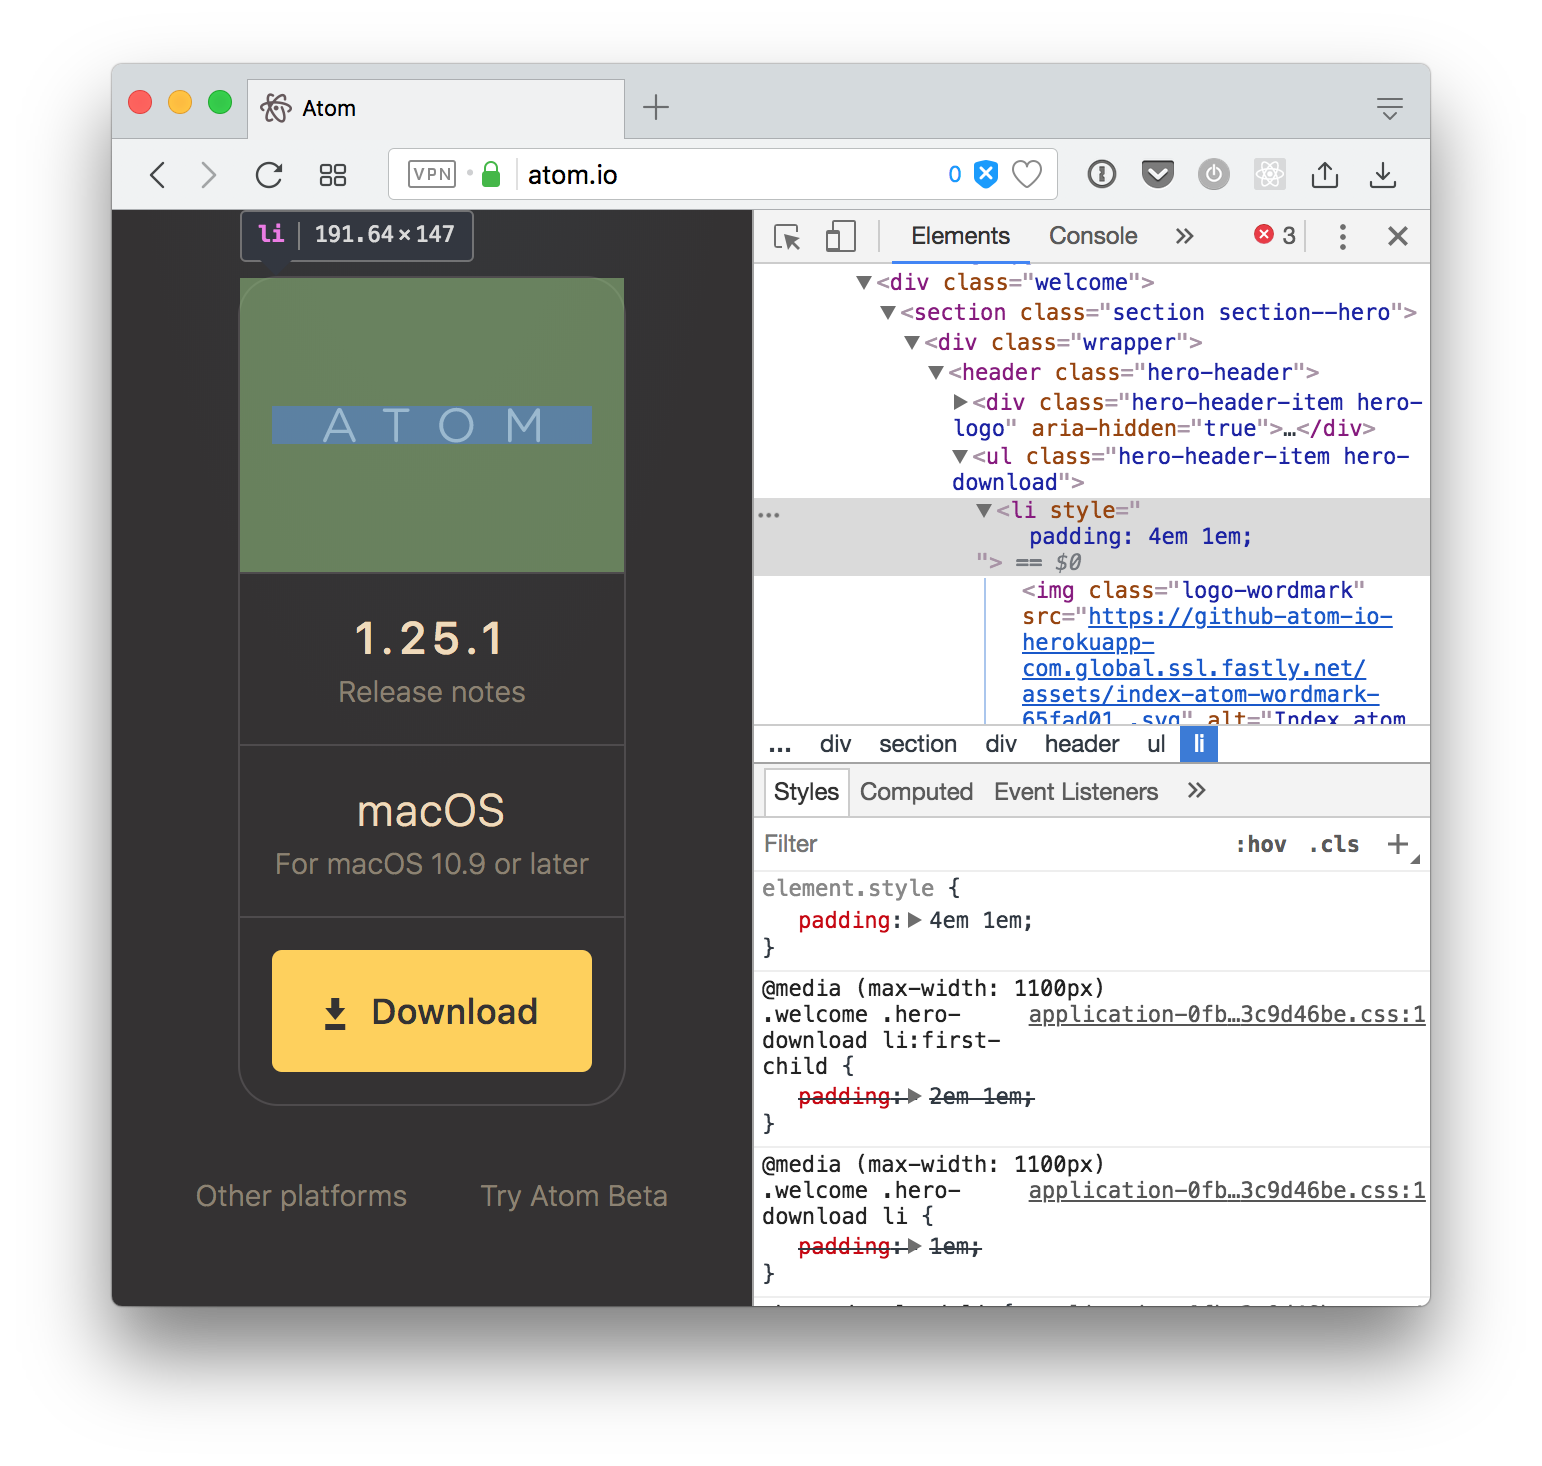 Atom
VPN
atom.io
0
li 191.64×147
ATOM
1.25.1
Release notes
macOS
For macOS 10.9 or later
Download
Other platforms
Try Atom Beta
Elements Console » 3
<div class="welcome">
<section class="section section--hero">
<div class="wrapper">
<header class="hero-header">
<div class="hero-header-item hero-
logo" aria-hidden="true">…</div>
<ul class="hero-header-item hero-
download">
… <li style="
padding: 4em 1em;
"> == $0
<img class="logo-wordmark"
src="https://github-atom-io-
herokuapp-
com.global.ssl.fastly.net/
assets/index-atom-wordmark-
65fad01….svg" alt="Index atom
… div section div header ul li
Styles Computed Event Listeners »
Filter :hov .cls +
element.style {
padding: 4em 1em;
}
@media (max-width: 1100px)
.welcome .hero- application-0fb…3c9d46be.css:1
download li:first-
child {
padding: 2em 1em;
}
@media (max-width: 1100px)
.welcome .hero- application-0fb…3c9d46be.css:1
download li {
padding: 1em;
}